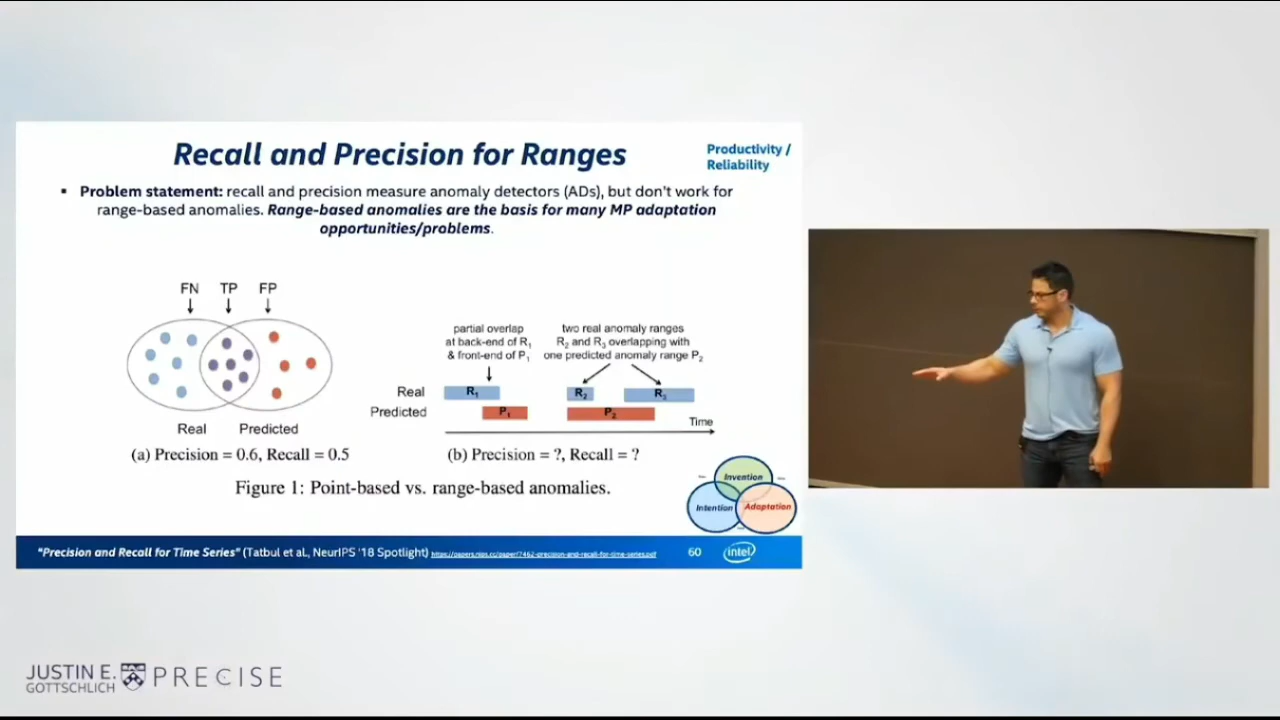 Recall and Precision for Ranges
Productivity /
Reliability
▪ Problem statement: recall and precision measure anomaly detectors (ADs), but don't work for
range-based anomalies. Range-based anomalies are the basis for many MP adaptation
opportunities/problems.
FN TP FP
Real Predicted
(a) Precision = 0.6, Recall = 0.5
partial overlap
at back-end of R1
& front-end of P1
two real anomaly ranges
R2 and R3 overlapping with
one predicted anomaly range P2
Real R1 R2 R3
Predicted P1 P2
Time
(b) Precision = ?, Recall = ?
Figure 1: Point-based vs. range-based anomalies.
Invention
Intention Adaptation
"Precision and Recall for Time Series" (Tatbul et al., NeurIPS '18 Spotlight) https://papers.nips.cc/paper/7462-precision-and-recall-for-time-series.pdf 60 intel
JUSTIN E.
GOTTSCHLICH
PRECISE